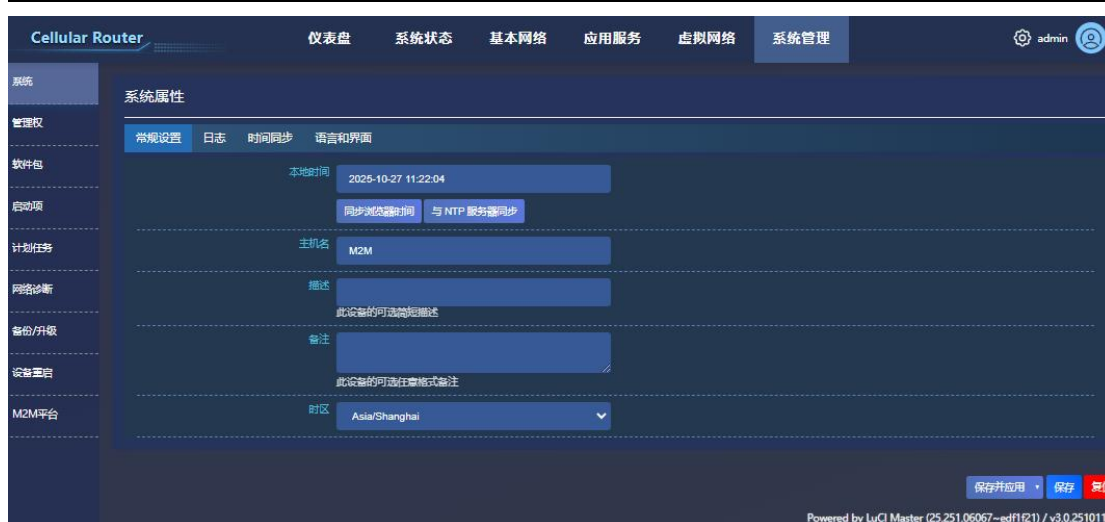 Cellular Router 仪表盘 系统状态 基本网络 应用服务 虚拟网络 系统管理 admin
系统
管理权
软件包
启动项
计划任务
网络诊断
备份/升级
设备重启
M2M平台
系统属性
常规设置 日志 时间同步 语言和界面
本地时间 2025-10-27 11:22:04
同步浏览器时间 与 NTP 服务器同步
主机名 M2M
描述
此设备的可选简短描述
备注
此设备的可选任意格式备注
时区 Asia/Shanghai
保存并应用 保存
Powered by LuCI Master (25.251.06067~edf1f21) / v3.0.251011